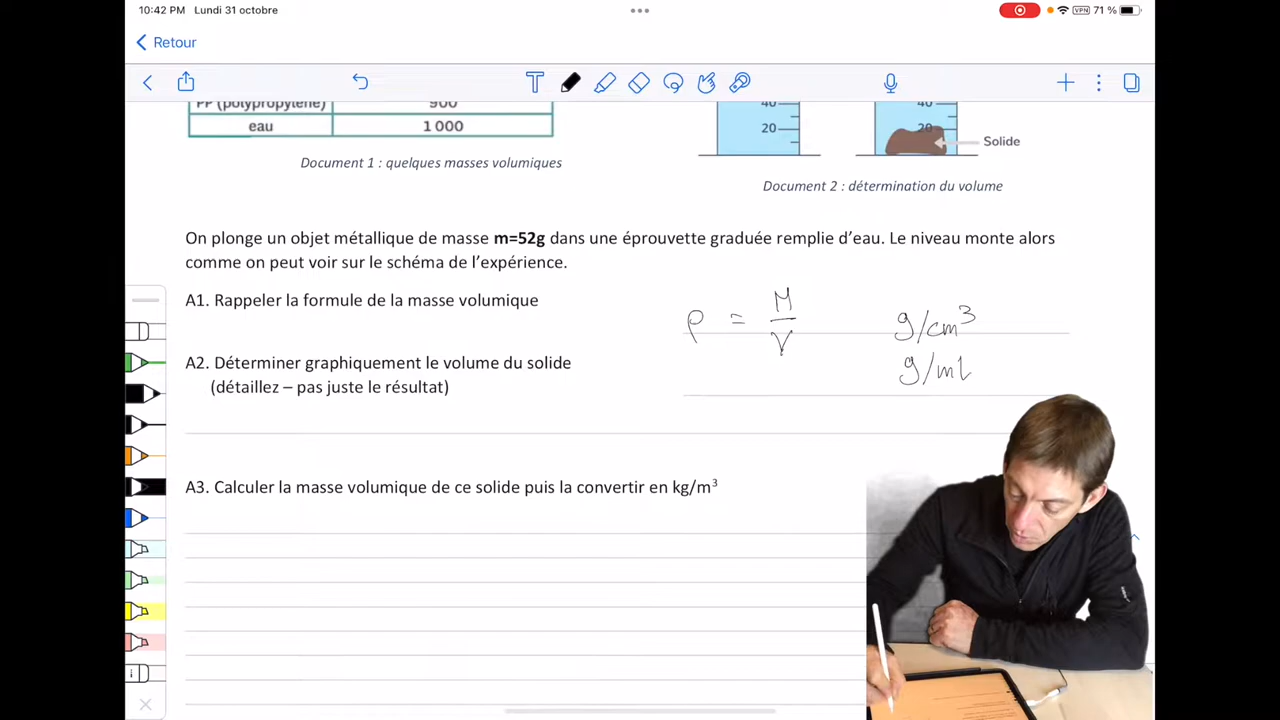 10:42 PM Lundi 31 octobre
VPN 71 %
Retour
PP (polypropylène) 900
eau 1 000
40
20
40
20
Solide
Document 1 : quelques masses volumiques
Document 2 : détermination du volume
On plonge un objet métallique de masse m=52g dans une éprouvette graduée remplie d’eau. Le niveau monte alors
comme on peut voir sur le schéma de l’expérience.
A1. Rappeler la formule de la masse volumique
ρ = M/V
g/cm³
g/ml
A2. Déterminer graphiquement le volume du solide
(détaillez – pas juste le résultat)
A3. Calculer la masse volumique de ce solide puis la convertir en kg/m³